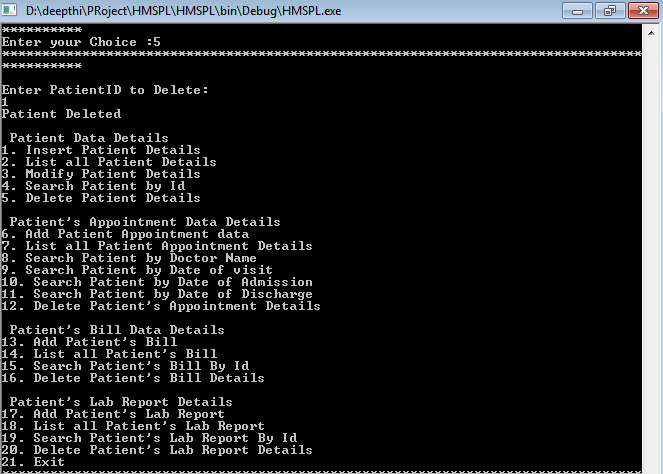 D:\deepthi\PRoject\HMSPL\HMSPL\bin\Debug\HMSPL.exe
***********
Enter your Choice :5
********************************************************************************
***********

Enter PatientID to Delete:
1
Patient Deleted

 Patient Data Details
1. Insert Patient Details
2. List all Patient Details
3. Modify Patient Details
4. Search Patient by Id
5. Delete Patient Details

 Patient's Appointment Data Details
6. Add Patient Appointment data
7. List all Patient Appointment Details
8. Search Patient by Doctor Name
9. Search Patient by Date of visit
10. Search Patient by Date of Admission
11. Search Patient by Date of Discharge
12. Delete Patient's Appointment Details

 Patient's Bill Data Details
13. Add Patient's Bill
14. List all Patient's Bill
15. Search Patient's Bill By Id
16. Delete Patient's Bill Details

 Patient's Lab Report Details
17. Add Patient's Lab Report
18. List all Patient's Lab Report
19. Search Patient's Lab Report By Id
20. Delete Patient's Lab Report Details
21. Exit
********************************************************************************